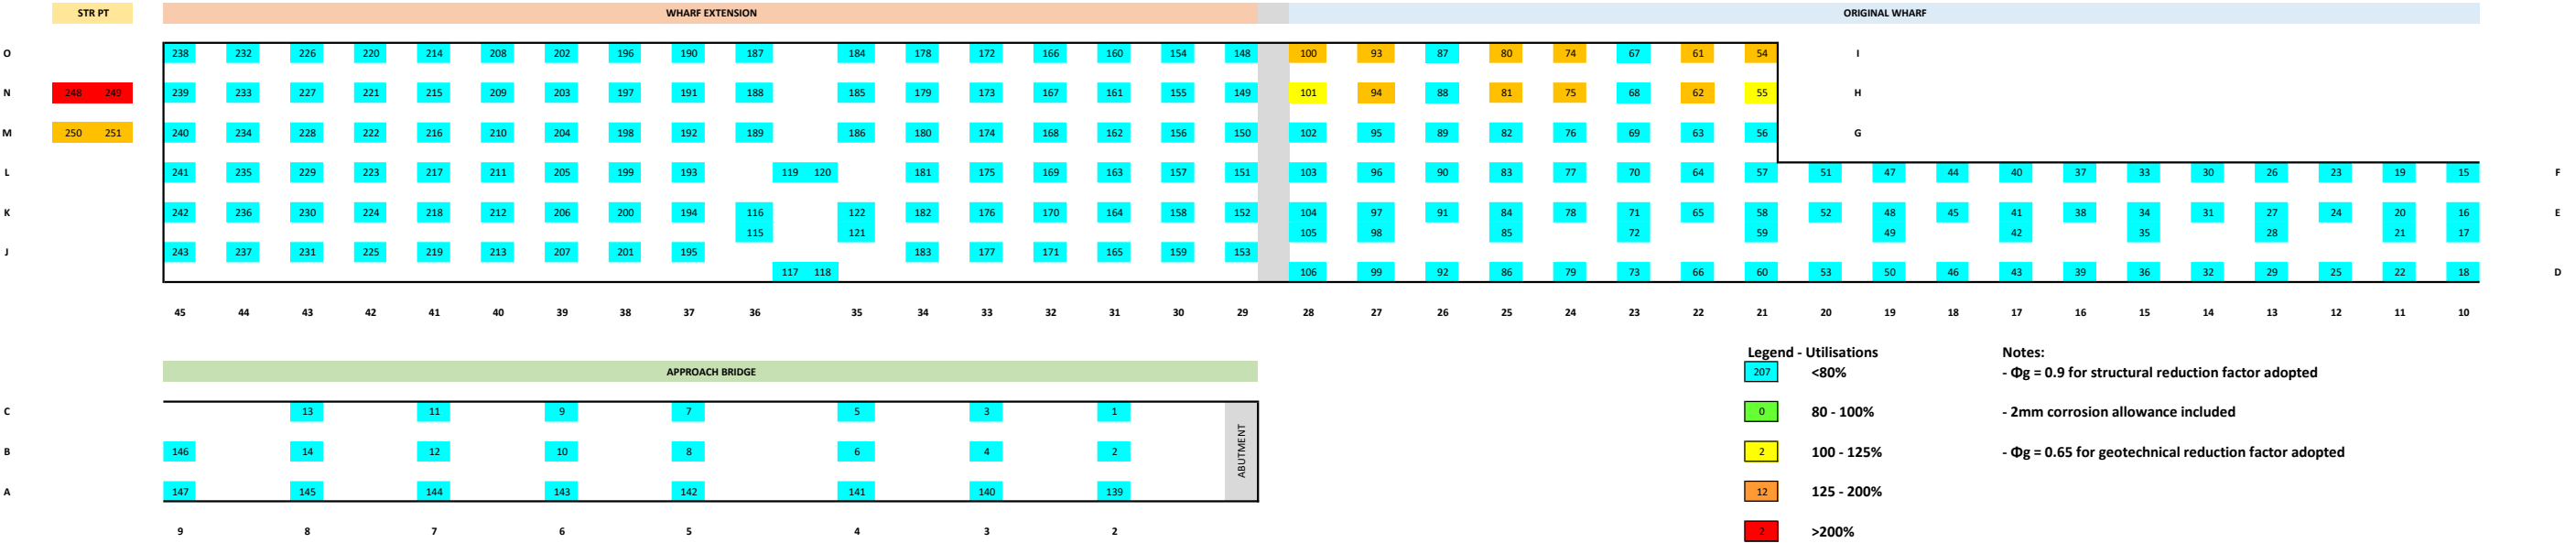 STR PT WHARF EXTENSION ORIGINAL WHARF
O 238 232 226 220 214 208 202 196 190 187 184 178 172 166 160 154 148 100 93 87 80 74 67 61 54 I
N 248 249 239 233 227 221 215 209 203 197 191 188 185 179 173 167 161 155 149 101 94 88 81 75 68 62 55 H
M 250 251 240 234 228 222 216 210 204 198 192 189 186 180 174 168 162 156 150 102 95 89 82 76 69 63 56 G
L 241 235 229 223 217 211 205 199 193 119 120 181 175 169 163 157 151 103 96 90 83 77 70 64 57 51 47 44 40 37 33 30 26 23 19 15 F
K 242 236 230 224 218 212 206 200 194 116 122 182 176 170 164 158 152 104 97 91 84 78 71 65 58 52 48 45 41 38 34 31 27 24 20 16 E
115 121 105 98 85 72 59 49 42 35 28 21 17
J 243 237 231 225 219 213 207 201 195 183 177 171 165 159 153
117 118 106 99 92 86 79 73 66 60 53 50 46 43 39 36 32 29 25 22 18 D
45 44 43 42 41 40 39 38 37 36 35 34 33 32 31 30 29 28 27 26 25 24 23 22 21 20 19 18 17 16 15 14 13 12 11 10
APPROACH BRIDGE
C 13 11 9 7 5 3 1
B 146 14 12 10 8 6 4 2
A 147 145 144 143 142 141 140 139
ABUTMENT
9 8 7 6 5 4 3 2
Legend - Utilisations
207 <80%
0 80 - 100%
2 100 - 125%
12 125 - 200%
2 >200%
Notes:
- Φg = 0.9 for structural reduction factor adopted
- 2mm corrosion allowance included
- Φg = 0.65 for geotechnical reduction factor adopted